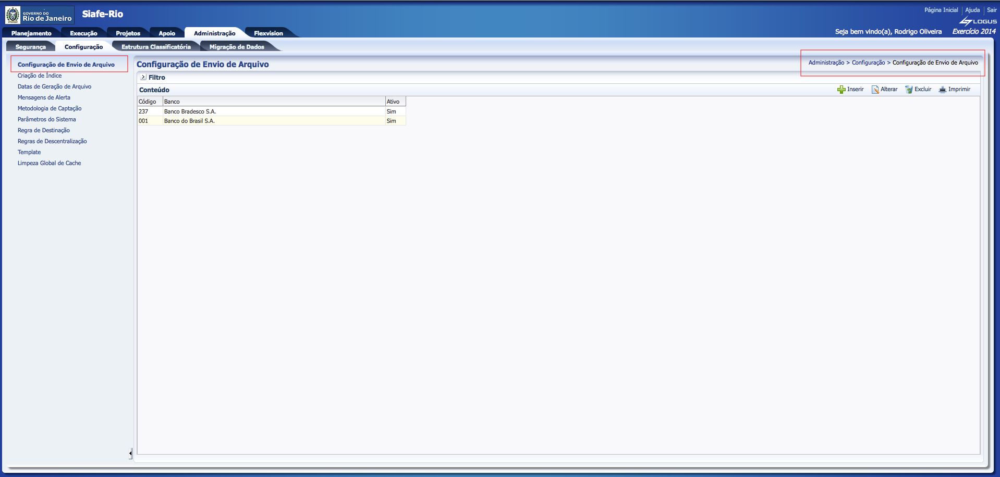 GOVERNO DO
Rio de Janeiro
Siafe-Rio
Página Inicial Ajuda Sair
LOGUS
Planejamento Execução Projetos Apoio Administração Flexvision
Seja bem vindo(a), Rodrigo Oliveira Exercício 2014
Segurança Configuração Estrutura Classificatória Migração de Dados
Configuração de Envio de Arquivo
Criação de Índice
Datas de Geração de Arquivo
Mensagens de Alerta
Metodologia de Captação
Parâmetros do Sistema
Regra de Destinação
Regras de Descentralização
Template
Limpeza Global de Cache
Configuração de Envio de Arquivo
Administração > Configuração > Configuração de Envio de Arquivo
Filtro
Conteúdo
Inserir Alterar Excluir Imprimir
Código Banco Ativo
237 Banco Bradesco S.A. Sim
001 Banco do Brasil S.A. Sim